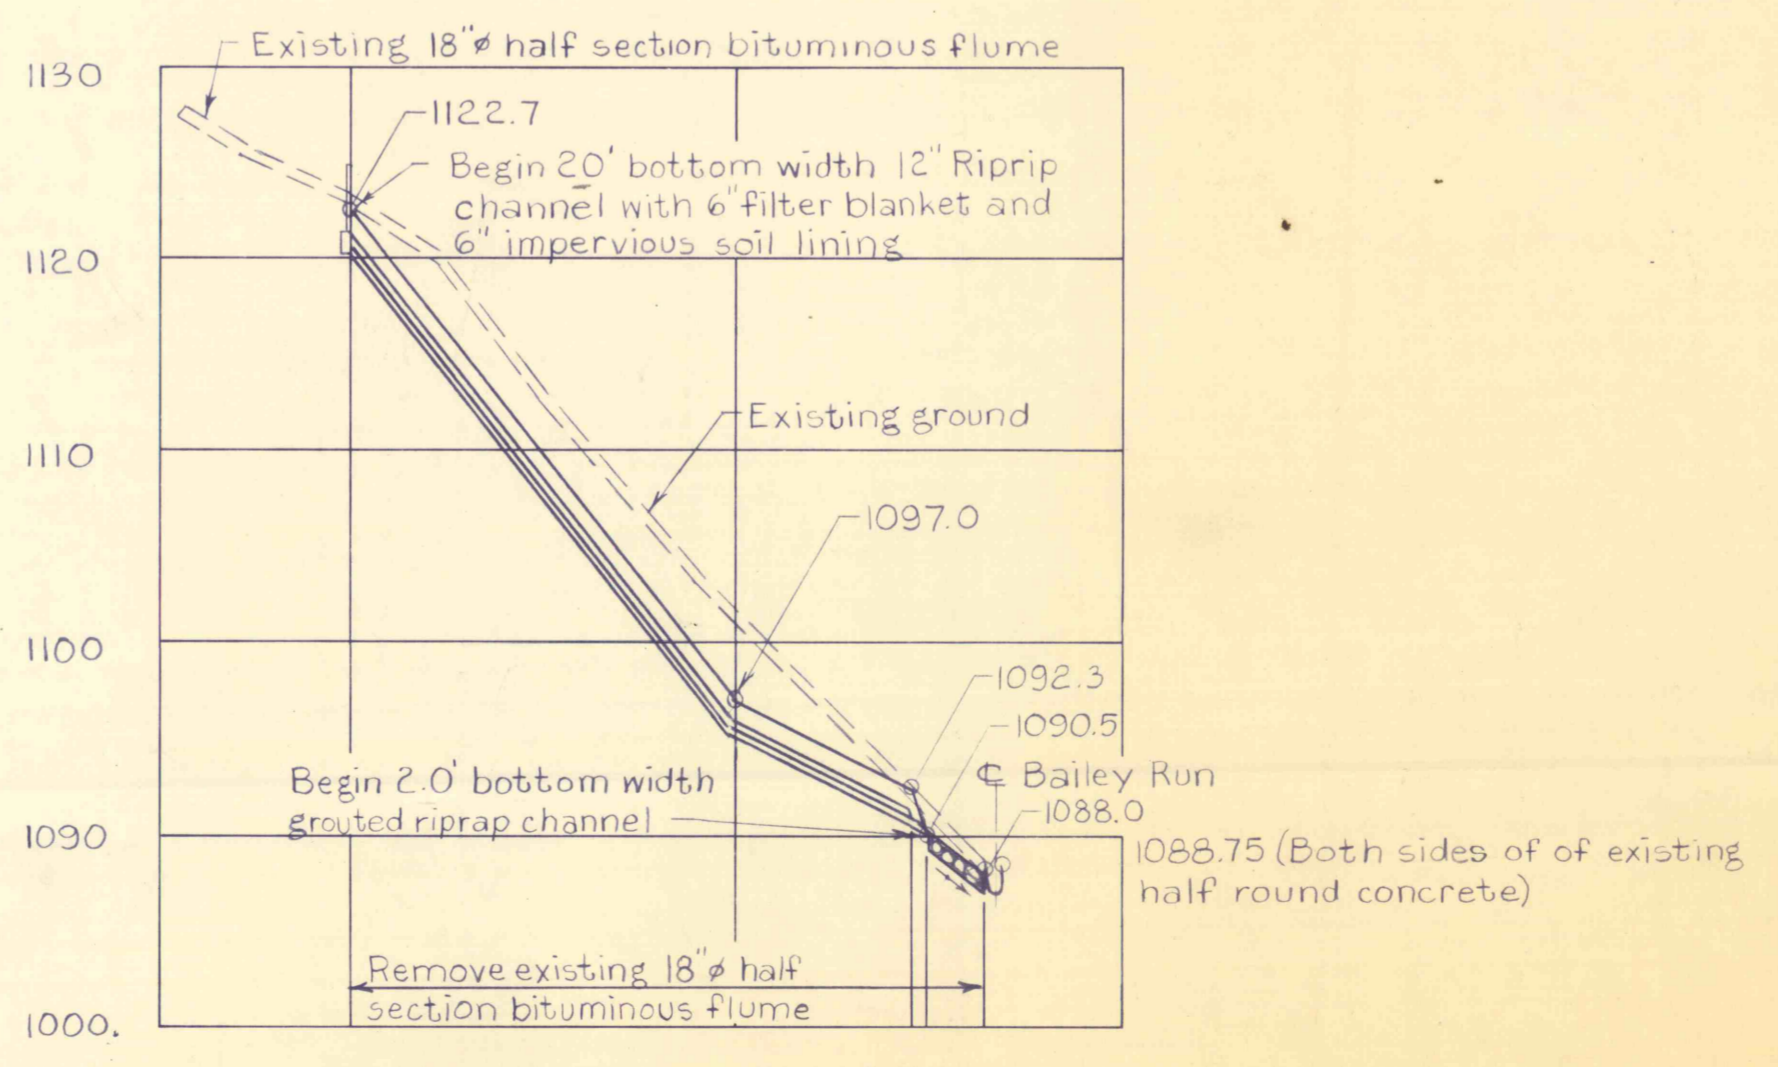 Existing 18"ø half section bituminous flume
1130
1122.7
Begin 20' bottom width 12" Riprip
channel with 6" filter blanket and
6" impervious soil lining
1120
Existing ground
1110
1097.0
1100
1092.3
1090.5
Begin 2.0' bottom width
grouted riprap channel
℄ Bailey Run
1088.0
1090
1088.75 (Both sides of of existing
half round concrete)
Remove existing 18"ø half
section bituminous flume
1000.